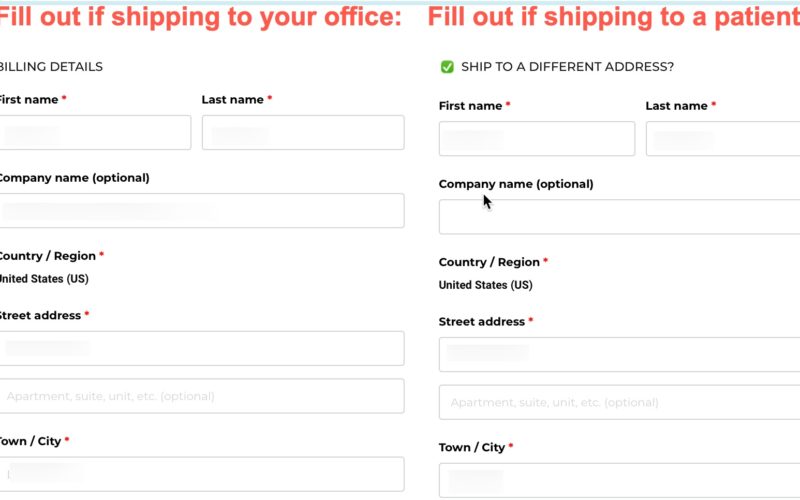 Fill out if shipping to your office:
BILLING DETAILS
First name *
Last name *
Company name (optional)
Country / Region *
United States (US)
Street address *
Apartment, suite, unit, etc. (optional)
Town / City *
Fill out if shipping to a patient
SHIP TO A DIFFERENT ADDRESS?
First name *
Last name *
Company name (optional)
Country / Region *
United States (US)
Street address *
Apartment, suite, unit, etc. (optional)
Town / City *